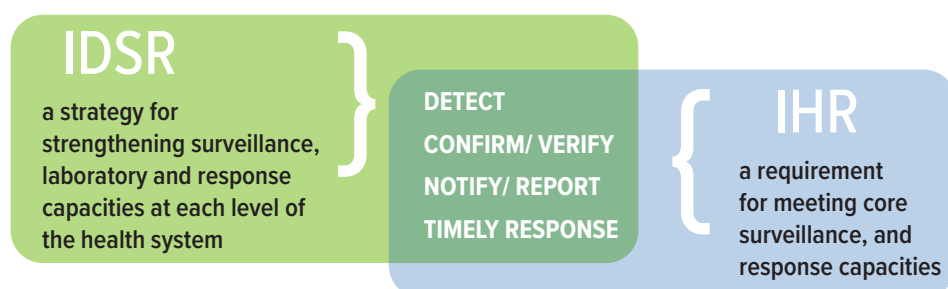 IDSR
a strategy for
strengthening surveillance,
laboratory and response
capacities at each level of
the health system
DETECT
CONFIRM/ VERIFY
NOTIFY/ REPORT
TIMELY RESPONSE
IHR
a requirement
for meeting core
surveillance, and
response capacities